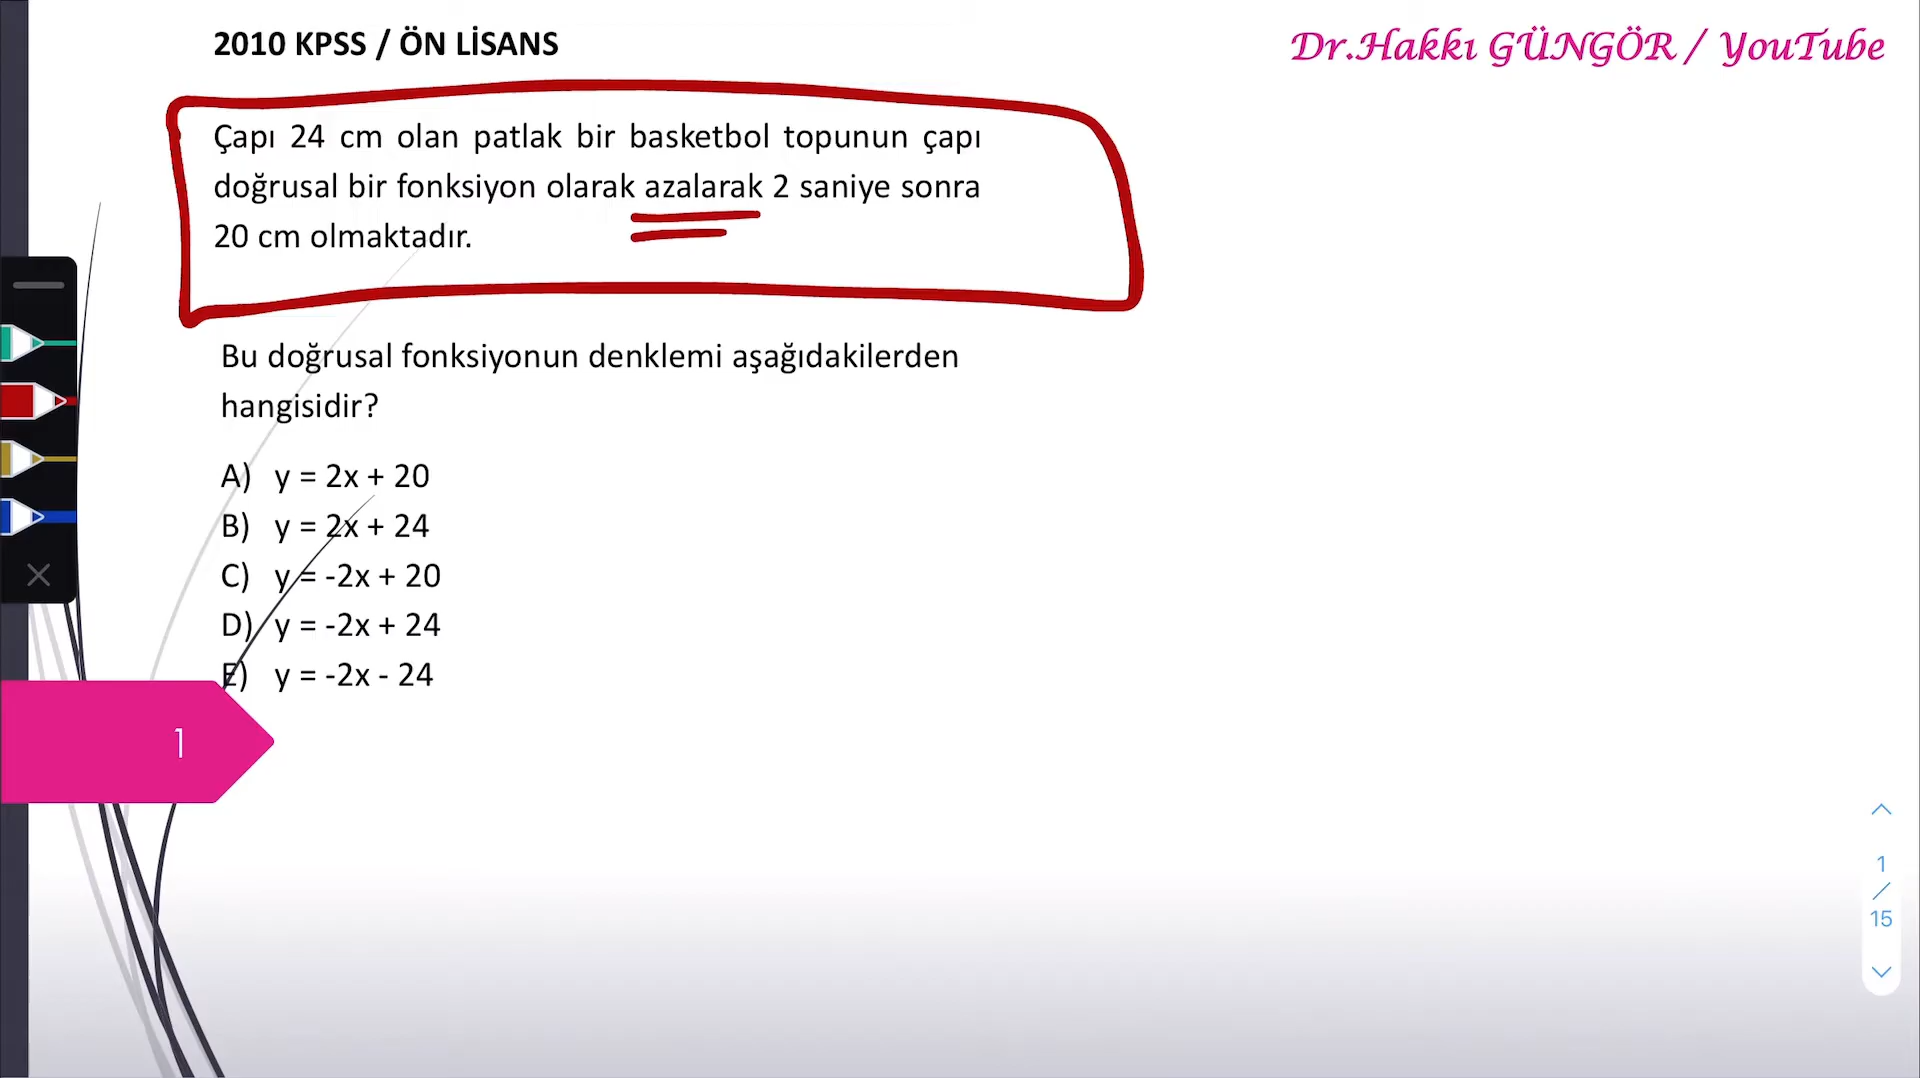 2010 KPSS / ÖN LİSANS
Dr.Hakkı GÜNGÖR / YouTube
Çapı 24 cm olan patlak bir basketbol topunun çapı
doğrusal bir fonksiyon olarak azalarak 2 saniye sonra
20 cm olmaktadır.
Bu doğrusal fonksiyonun denklemi aşağıdakilerden
hangisidir?
A) y = 2x + 20
B) y = 2x + 24
C) y = -2x + 20
D) y = -2x + 24
E) y = -2x - 24
1
1
/
15